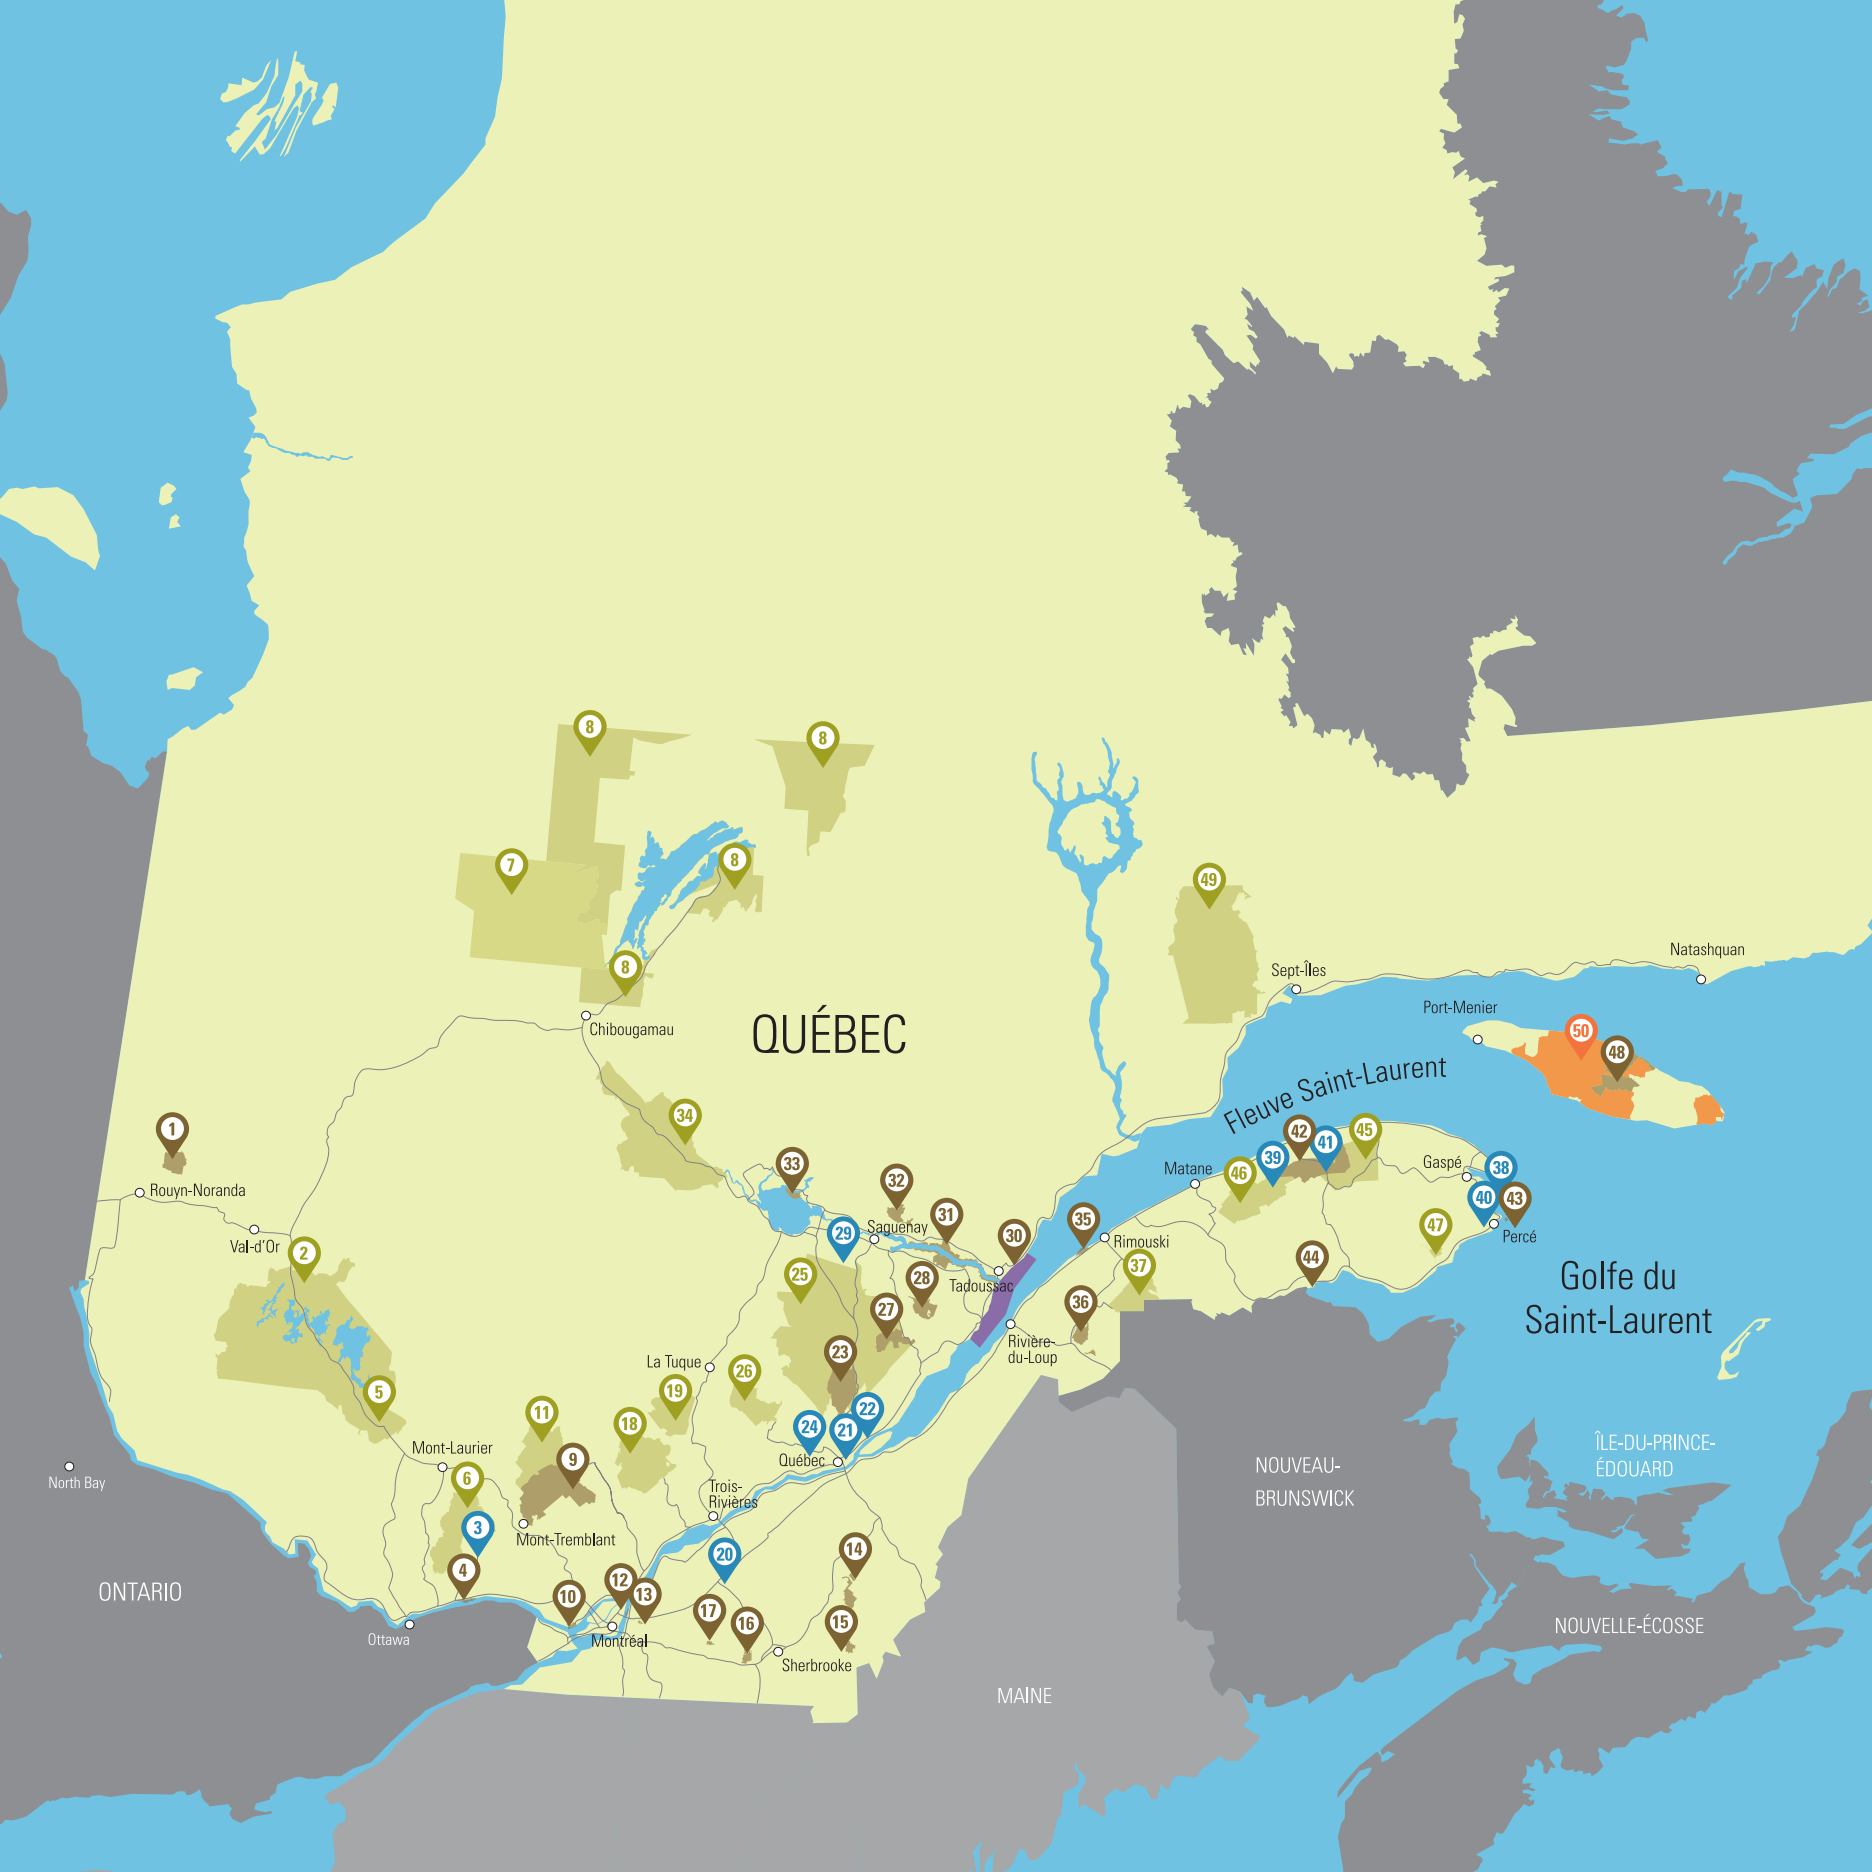 8
8
7
8
49
8
Natashquan
Sept-Îles
Port-Menier
Chibougamau
QUÉBEC
50
48
Fleuve Saint-Laurent
34
1
42
41
45
39
Matane
Gaspé
38
33
46
32
40
43
Rouyn-Noranda
31
35
Saguenay
29
30
Rimouski
47
Percé
Val-d'Or
2
44
37
25
28
Tadoussac
Golfe du
Saint-Laurent
27
36
Rivière-
du-Loup
23
La Tuque
26
5
19
11
18
24
21
22
Mont-Laurier
9
Québec
ÎLE-DU-PRINCE-
ÉDOUARD
North Bay
6
NOUVEAU-
BRUNSWICK
Trois-
Rivières
3
Mont-Tremblant
20
14
4
ONTARIO
10
12
13
17
16
15
Ottawa
Montréal
NOUVELLE-ÉCOSSE
Sherbrooke
MAINE